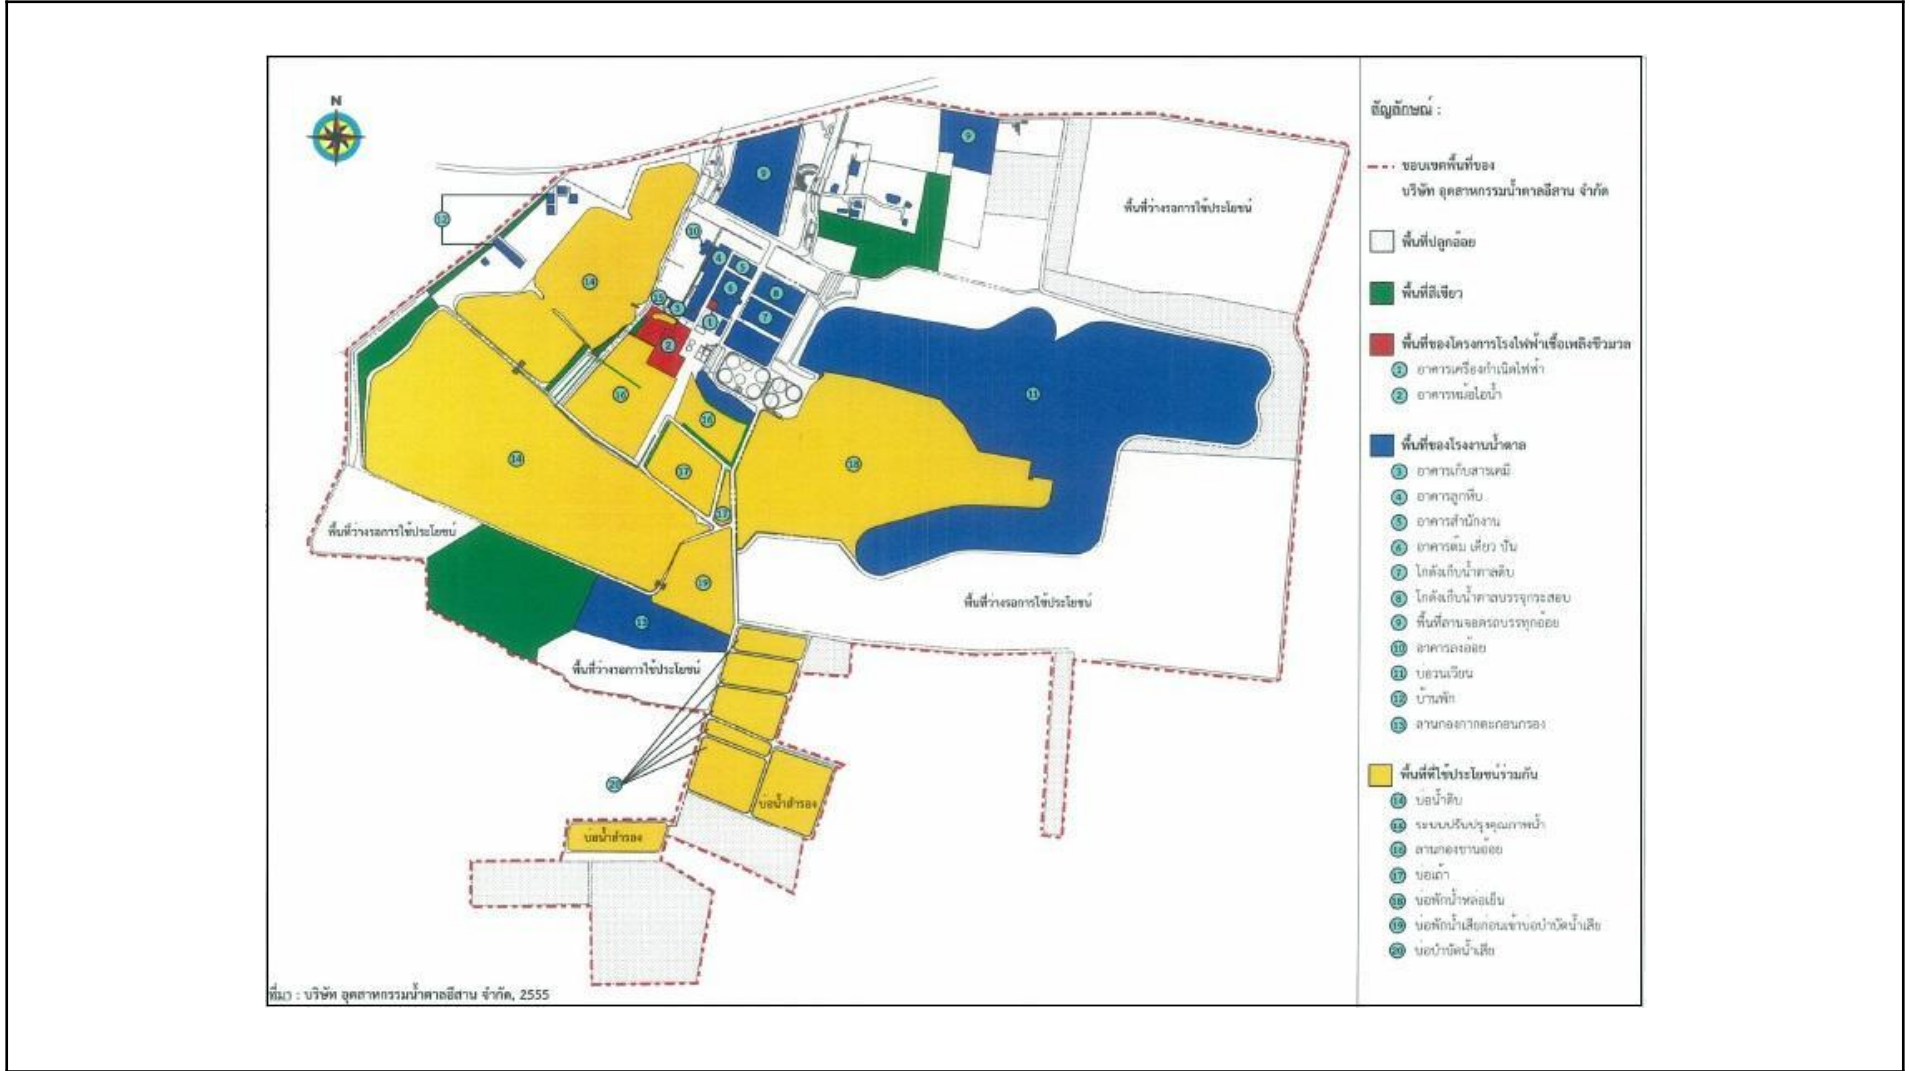 N
สัญลักษณ์ :
ขอบเขตพื้นที่ของ
บริษัท อุตสาหกรรมน้ำตาลอีสาน จำกัด
พื้นที่ปลูกอ้อย
พื้นที่สีเขียว
พื้นที่ของโครงการโรงไฟฟ้าเชื้อเพลิงชีวมวล
1 อาคารเครื่องกำเนิดไฟฟ้า
2 อาคารหม้อไอน้ำ
พื้นที่ของโรงงานน้ำตาล
3 อาคารเก็บสารเคมี
4 อาคารลูกหีบ
5 อาคารสำนักงาน
6 อาคารต้ม เคี่ยว ปั่น
7 โกดังเก็บน้ำตาลดิบ
8 โกดังเก็บน้ำตาลบรรจุกระสอบ
9 พื้นที่ลานจอดรถบรรทุกอ้อย
10 อาคารลงอ้อย
11 บ่อวนเวียน
12 บ้านพัก
13 ลานกองกากตะกอนกรอง
พื้นที่ที่ใช้ประโยชน์ร่วมกัน
14 บ่อน้ำดิบ
15 ระบบปรับปรุงคุณภาพน้ำ
16 ลานกองชานอ้อย
17 บ่อเถ้า
18 บ่อพักน้ำหล่อเย็น
19 บ่อพักน้ำเสียก่อนเข้าบ่อบำบัดน้ำเสีย
20 บ่อบำบัดน้ำเสีย
9
9
พื้นที่ว่างรอการใช้ประโยชน์
12
10
4
5
14
6
8
15
3
1
7
2
16
11
16
14
18
17
17
พื้นที่ว่างรอการใช้ประโยชน์
19
พื้นที่ว่างรอการใช้ประโยชน์
13
พื้นที่ว่างรอการใช้ประโยชน์
20
บ่อน้ำสำรอง
บ่อน้ำสำรอง
ที่มา : บริษัท อุตสาหกรรมน้ำตาลอีสาน จำกัด, 2555